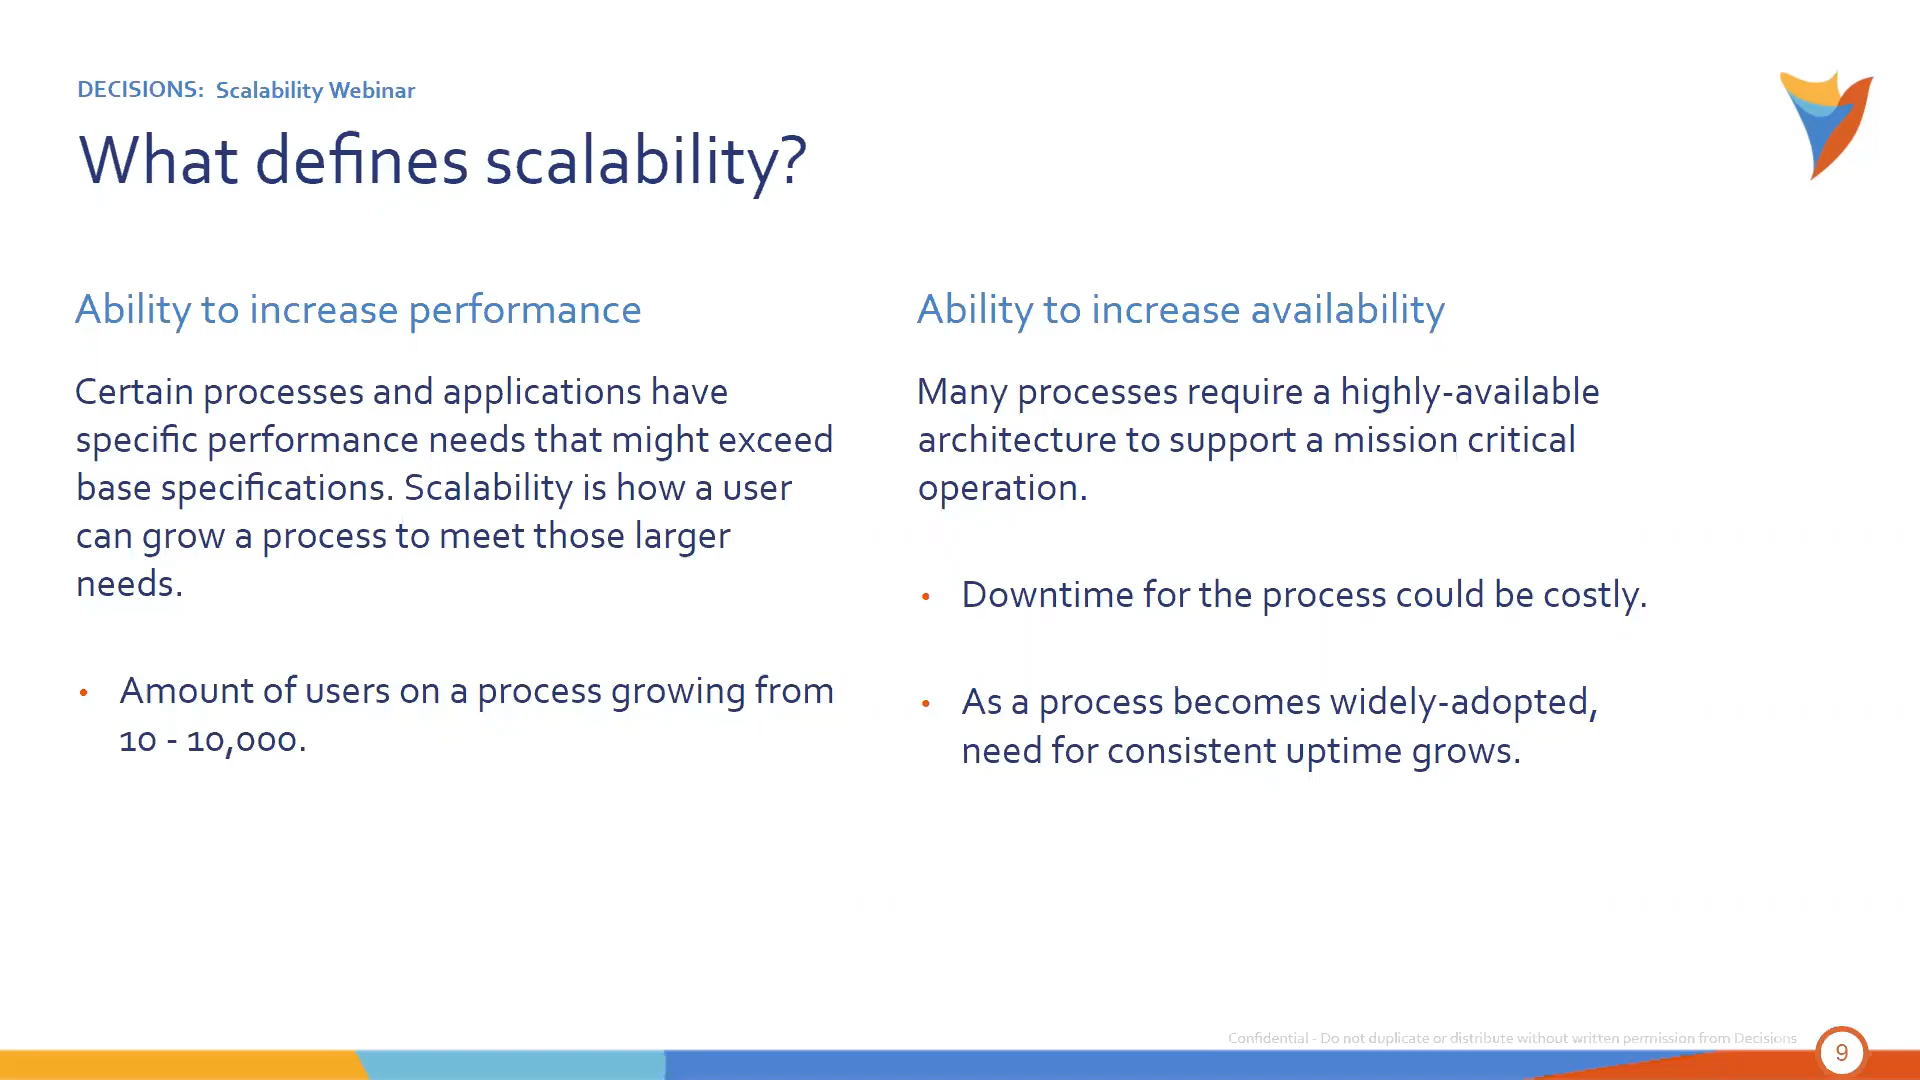 DECISIONS: Scalability Webinar
What defines scalability?
Ability to increase performance
Certain processes and applications have
specific performance needs that might exceed
base specifications. Scalability is how a user
can grow a process to meet those larger
needs.
• Amount of users on a process growing from
10 - 10,000.
Ability to increase availability
Many processes require a highly-available
architecture to support a mission critical
operation.
• Downtime for the process could be costly.
• As a process becomes widely-adopted,
need for consistent uptime grows.
Confidential - Do not duplicate or distribute without written permission from Decisions
9